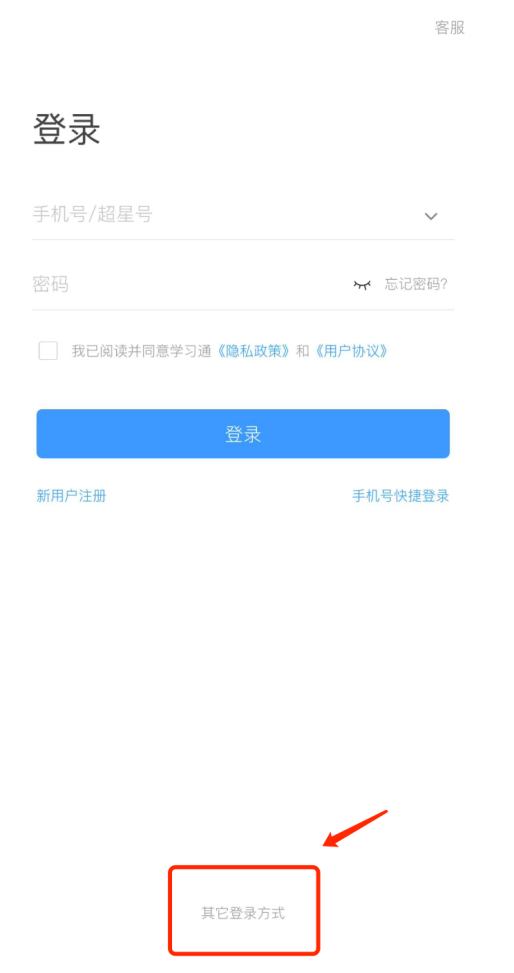 客服
登录
手机号/超星号
密码 忘记密码?
我已阅读并同意学习通《隐私政策》和《用户协议》
登录
新用户注册 手机号快捷登录
其它登录方式